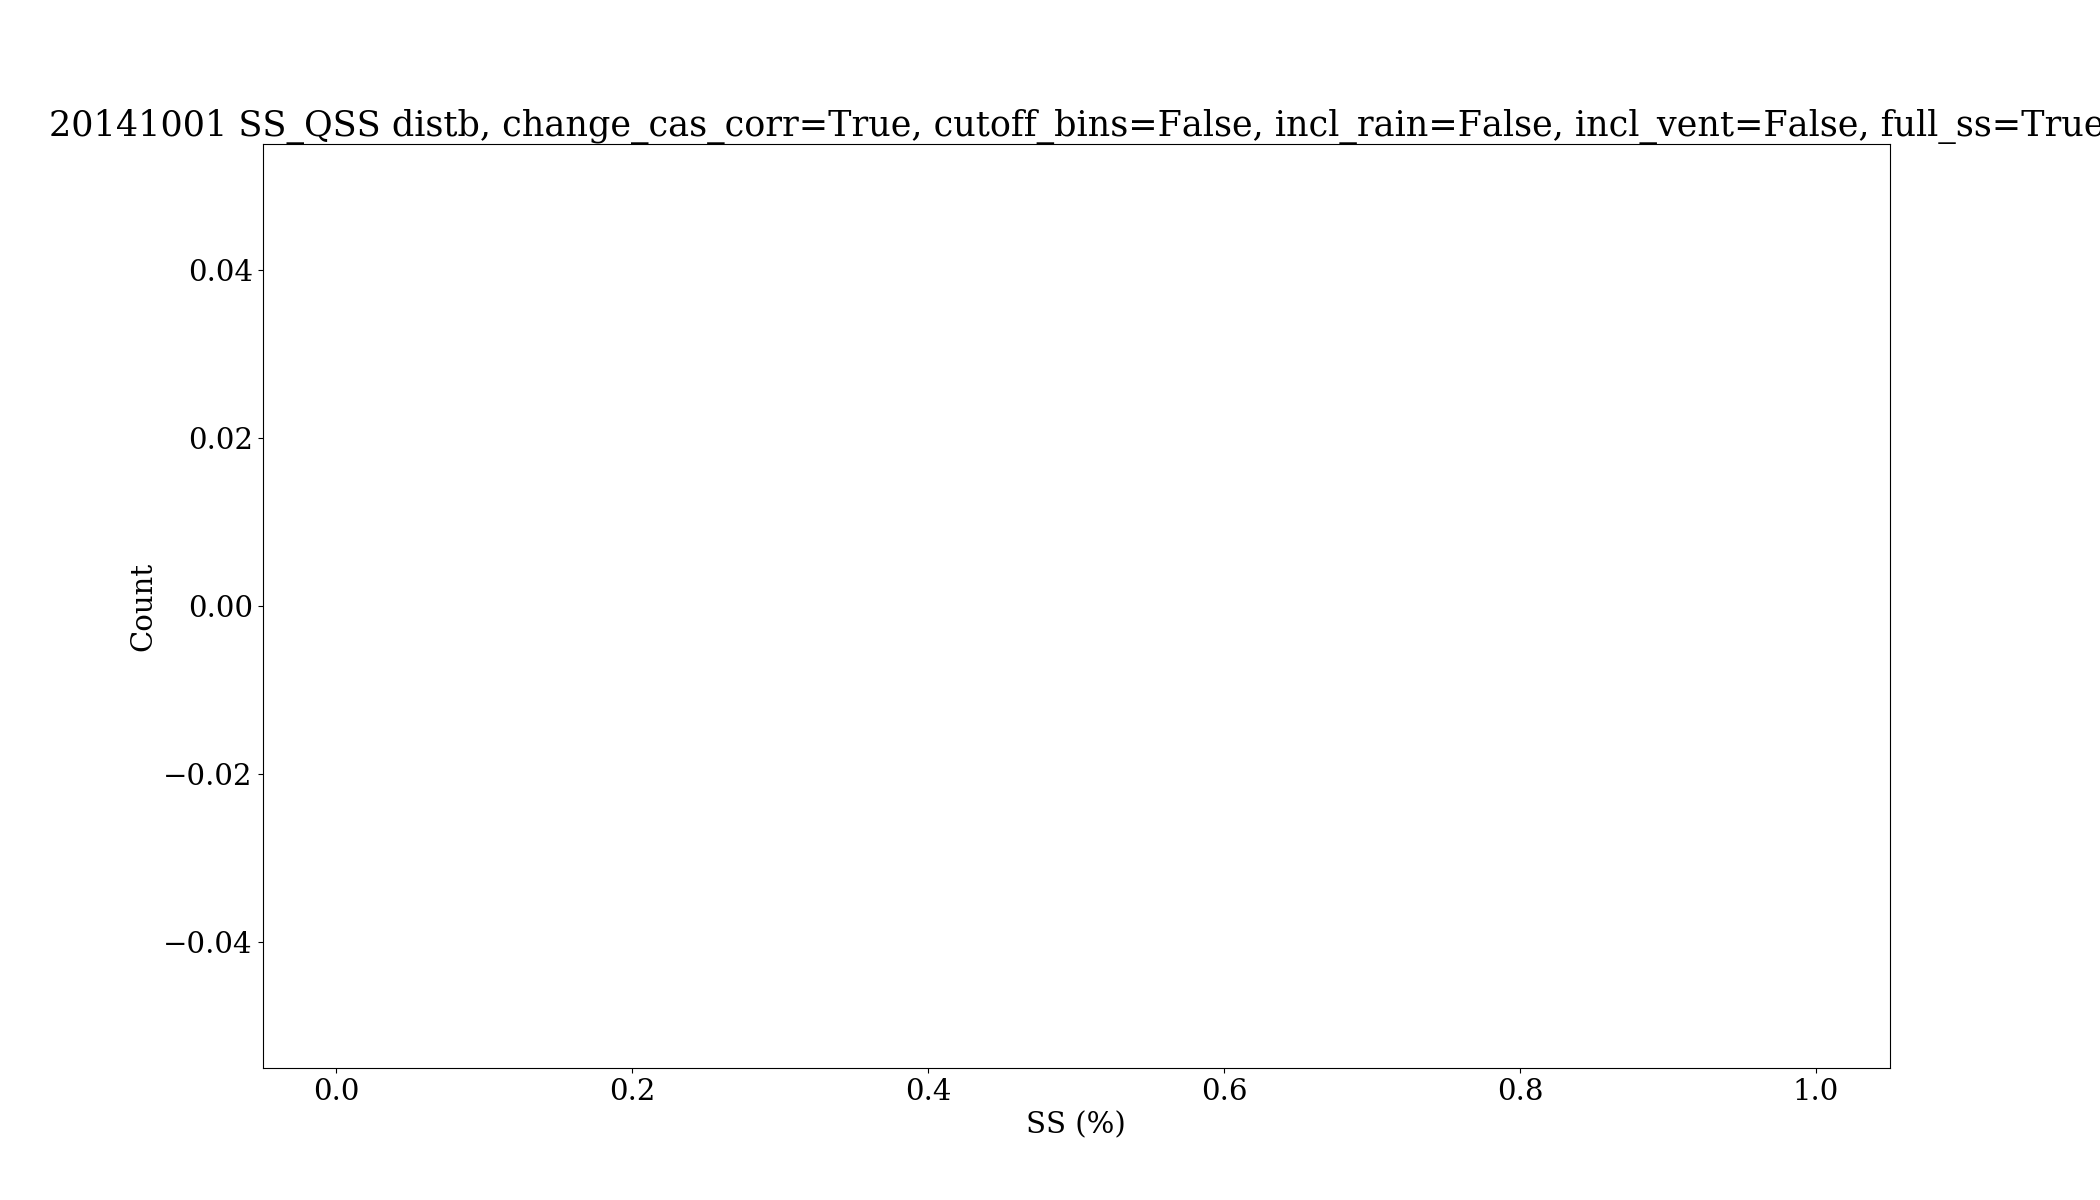 20141001 SS_QSS distb, change_cas_corr=True, cutoff_bins=False, incl_rain=False, incl_vent=False, full_ss=True
0.04
0.02
0.00
−0.02
−0.04
Count
0.0 0.2 0.4 0.6 0.8 1.0
SS (%)